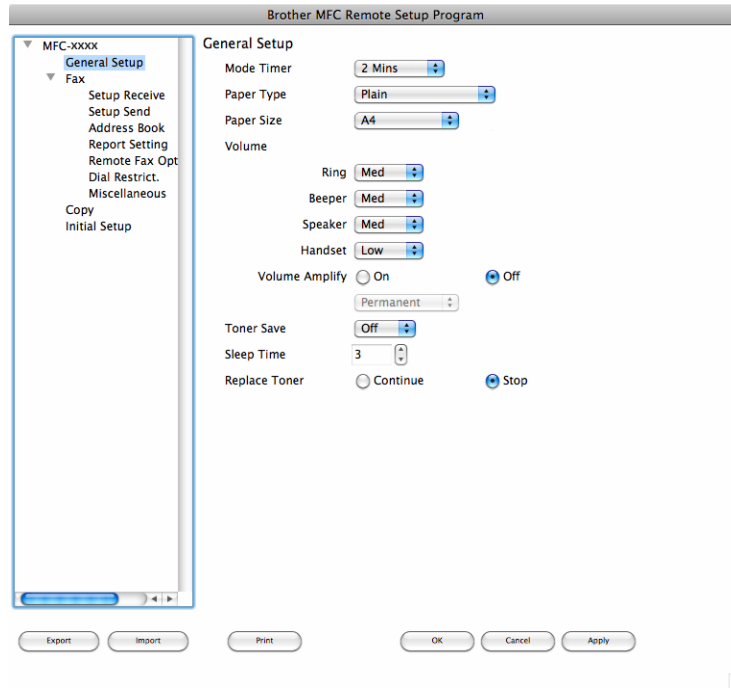 Brother MFC Remote Setup Program
MFC-xxxx
General Setup
Fax
Setup Receive
Setup Send
Address Book
Report Setting
Remote Fax Opt
Dial Restrict.
Miscellaneous
Copy
Initial Setup
General Setup
Mode Timer 2 Mins
Paper Type Plain
Paper Size A4
Volume
Ring Med
Beeper Med
Speaker Med
Handset Low
Volume Amplify On Off
Permanent
Toner Save Off
Sleep Time 3
Replace Toner Continue Stop
Export Import Print OK Cancel Apply